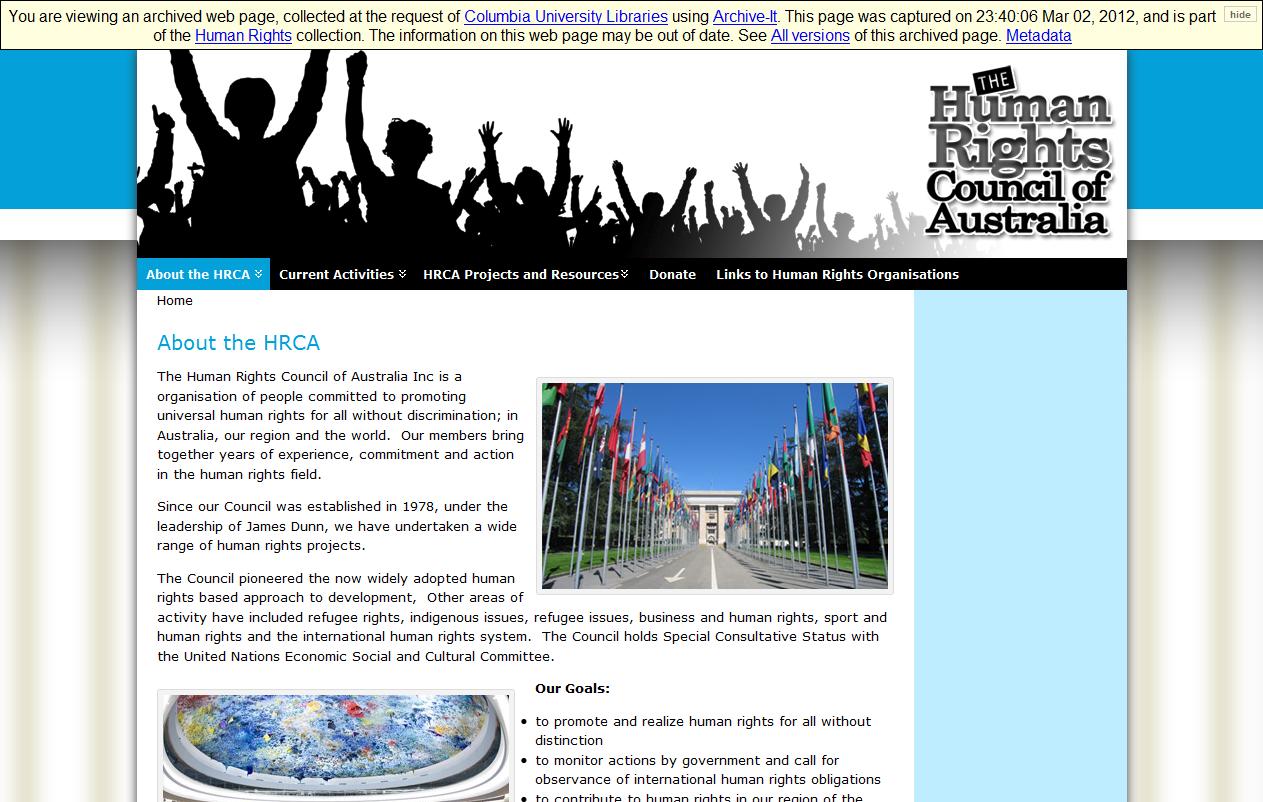 You are viewing an archived web page, collected at the request of Columbia University Libraries using Archive-It. This page was captured on 23:40:06 Mar 02, 2012, and is part
of the Human Rights collection. The information on this web page may be out of date. See All versions of this archived page. Metadata
hide
THE
Human
Rights
Council of
Australia
About the HRCA Current Activities HRCA Projects and Resources Donate Links to Human Rights Organisations
Home
About the HRCA
The Human Rights Council of Australia Inc is a
organisation of people committed to promoting
universal human rights for all without discrimination; in
Australia, our region and the world.  Our members bring
together years of experience, commitment and action
in the human rights field.
Since our Council was established in 1978, under the
leadership of James Dunn, we have undertaken a wide
range of human rights projects.
The Council pioneered the now widely adopted human
rights based approach to development,  Other areas of
activity have included refugee rights, indigenous issues, refugee issues, business and human rights, sport and
human rights and the international human rights system.  The Council holds Special Consultative Status with
the United Nations Economic Social and Cultural Committee.
Our Goals:
• to promote and realize human rights for all without
distinction
• to monitor actions by government and call for
observance of international human rights obligations
• to contribute to human rights in our region of the